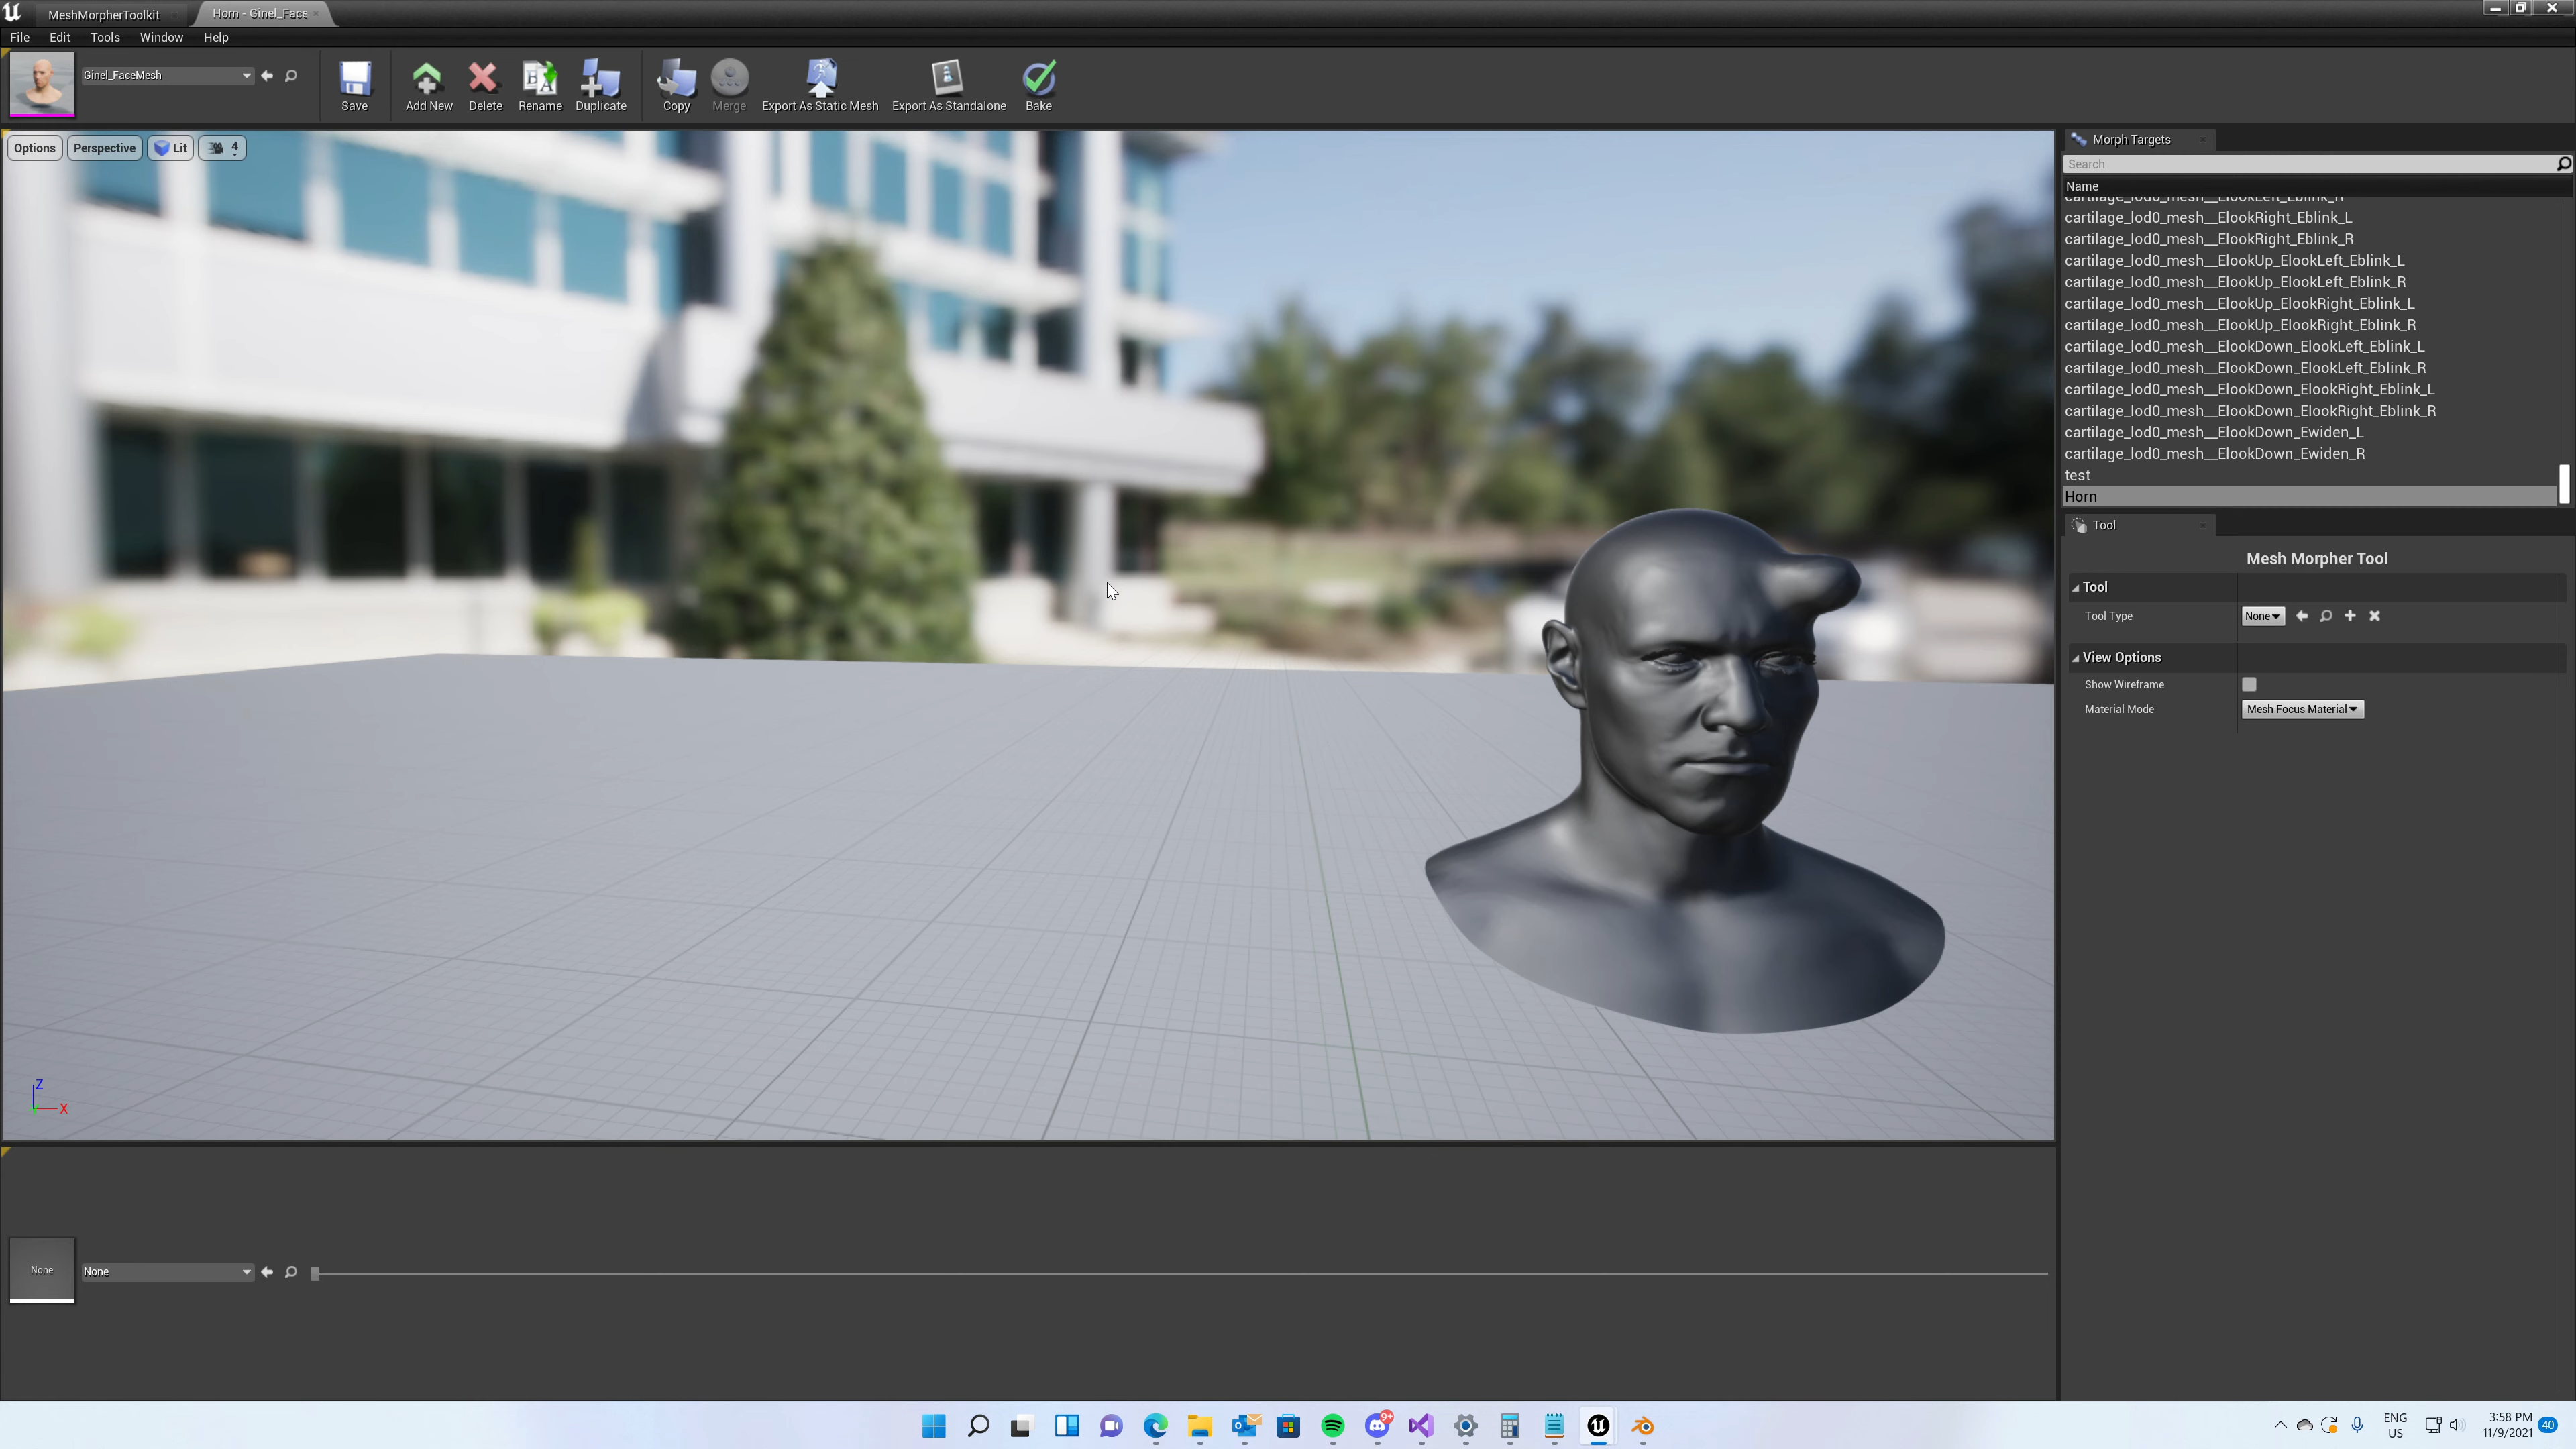 MeshMorpherToolkit
Horn - Ginel_Face
File Edit Tools Window Help
Ginel_FaceMesh
Save
Add New
Delete
Rename
Duplicate
Copy
Merge
Export As Static Mesh
Export As Standalone
Bake
Options
Perspective
Lit
4
Morph Targets
Search
Name
cartilage_lod0_mesh__ElookLeft_Eblink_R
cartilage_lod0_mesh__ElookRight_Eblink_L
cartilage_lod0_mesh__ElookRight_Eblink_R
cartilage_lod0_mesh__ElookUp_ElookLeft_Eblink_L
cartilage_lod0_mesh__ElookUp_ElookLeft_Eblink_R
cartilage_lod0_mesh__ElookUp_ElookRight_Eblink_L
cartilage_lod0_mesh__ElookUp_ElookRight_Eblink_R
cartilage_lod0_mesh__ElookDown_ElookLeft_Eblink_L
cartilage_lod0_mesh__ElookDown_ElookLeft_Eblink_R
cartilage_lod0_mesh__ElookDown_ElookRight_Eblink_L
cartilage_lod0_mesh__ElookDown_ElookRight_Eblink_R
cartilage_lod0_mesh__ElookDown_Ewiden_L
cartilage_lod0_mesh__ElookDown_Ewiden_R
test
Horn
Tool
Mesh Morpher Tool
Tool
Tool Type None
View Options
Show Wireframe
Material Mode Mesh Focus Material
Z
X
None
None
9+
ENG
US
3:58 PM
11/9/2021
40